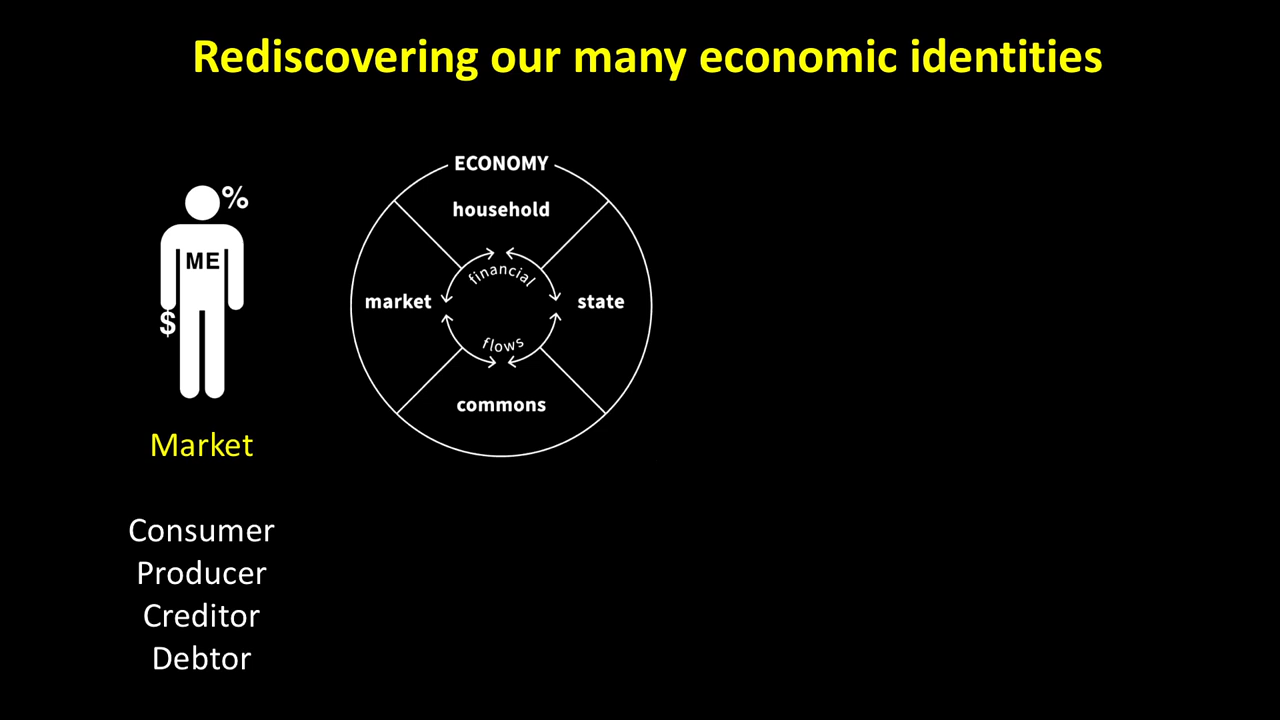 Rediscovering our many economic identities
%
ME
$
Market
Consumer
Producer
Creditor
Debtor
ECONOMY
household
financial
market
state
flows
commons